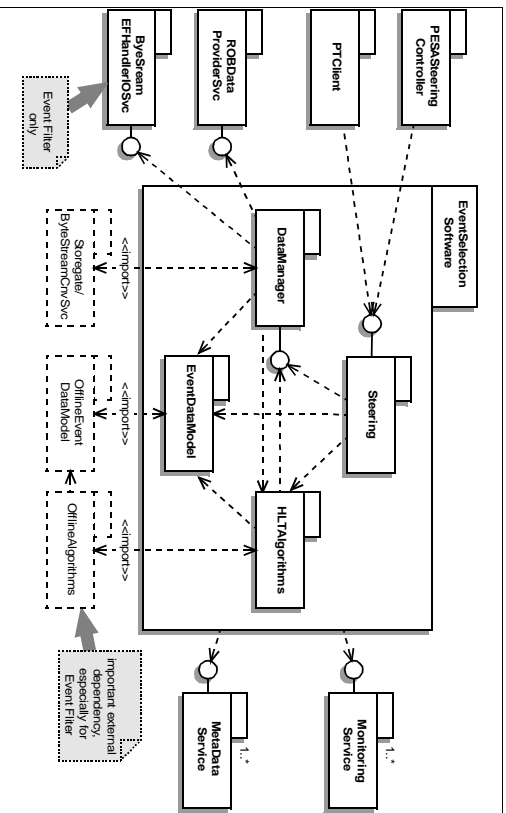 EventSelection
Software
PESASteering
Controller
1..*
Monitoring
Service
PTClient
Steering
ROBData
ProviderSvc
DataManager
HLTAlgorithms
1..*
MetaData
Service
ByeSream
EFHandlerIOSvc
EventDataModel
<<import>>
<<import>>
<<import>>
Event Filter
only
Storegate/
ByteStreamCnvSvc
OfflineEvent
DataModel
OfflineAlgorithms
important external
dependency,
especially for
Event Filter